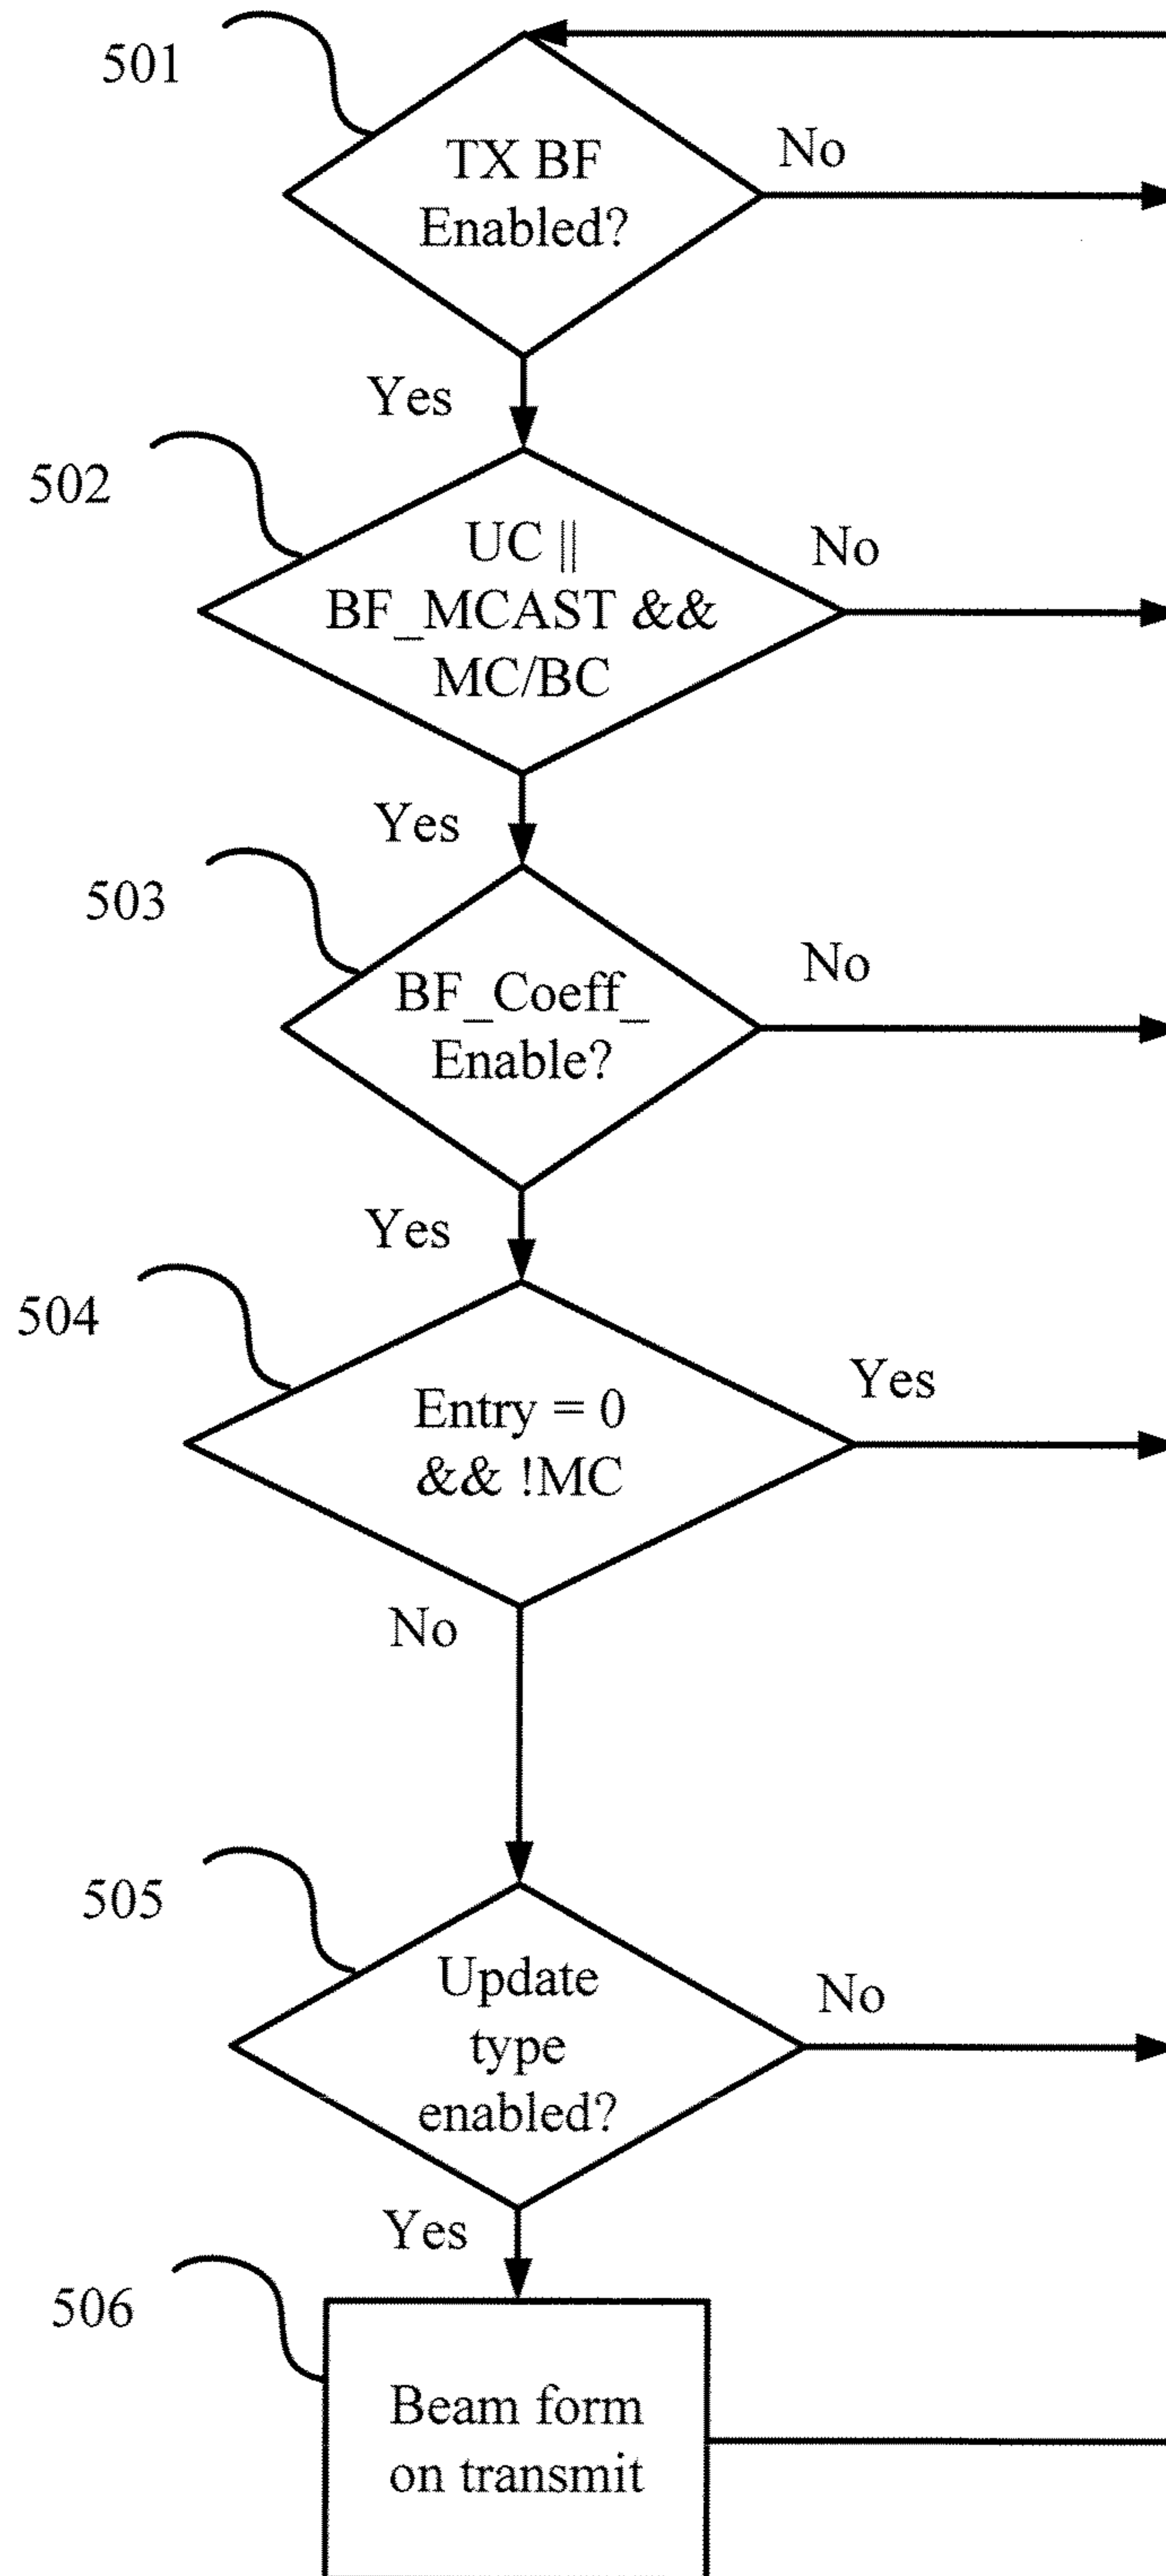 501
TX BF
Enabled?
No
Yes
502
UC ||
BF_MCAST &&
MC/BC
No
Yes
503
BF_Coeff_
Enable?
No
Yes
504
Entry = 0
&& !MC
Yes
No
505
Update
type
enabled?
No
Yes
506
Beam form
on transmit